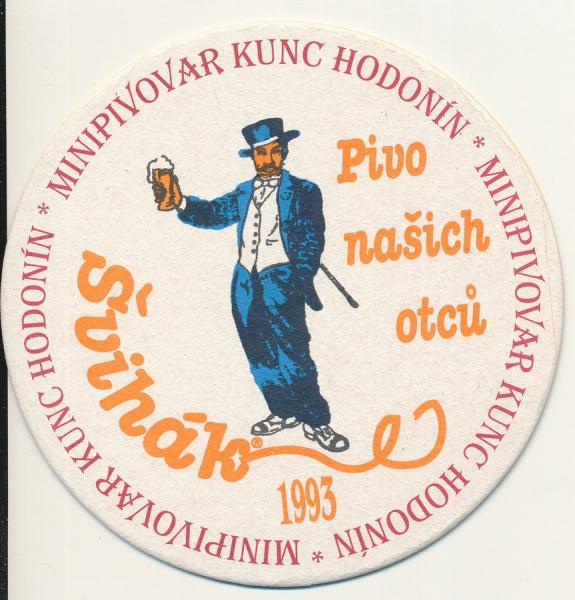 MINIPIVOVAR KUNC HODONÍN * MINIPIVOVAR KUNC HODONÍN * MINIPIVOVAR KUNC HODONÍN *
Pivo
našich
otců
Švihák®
1993